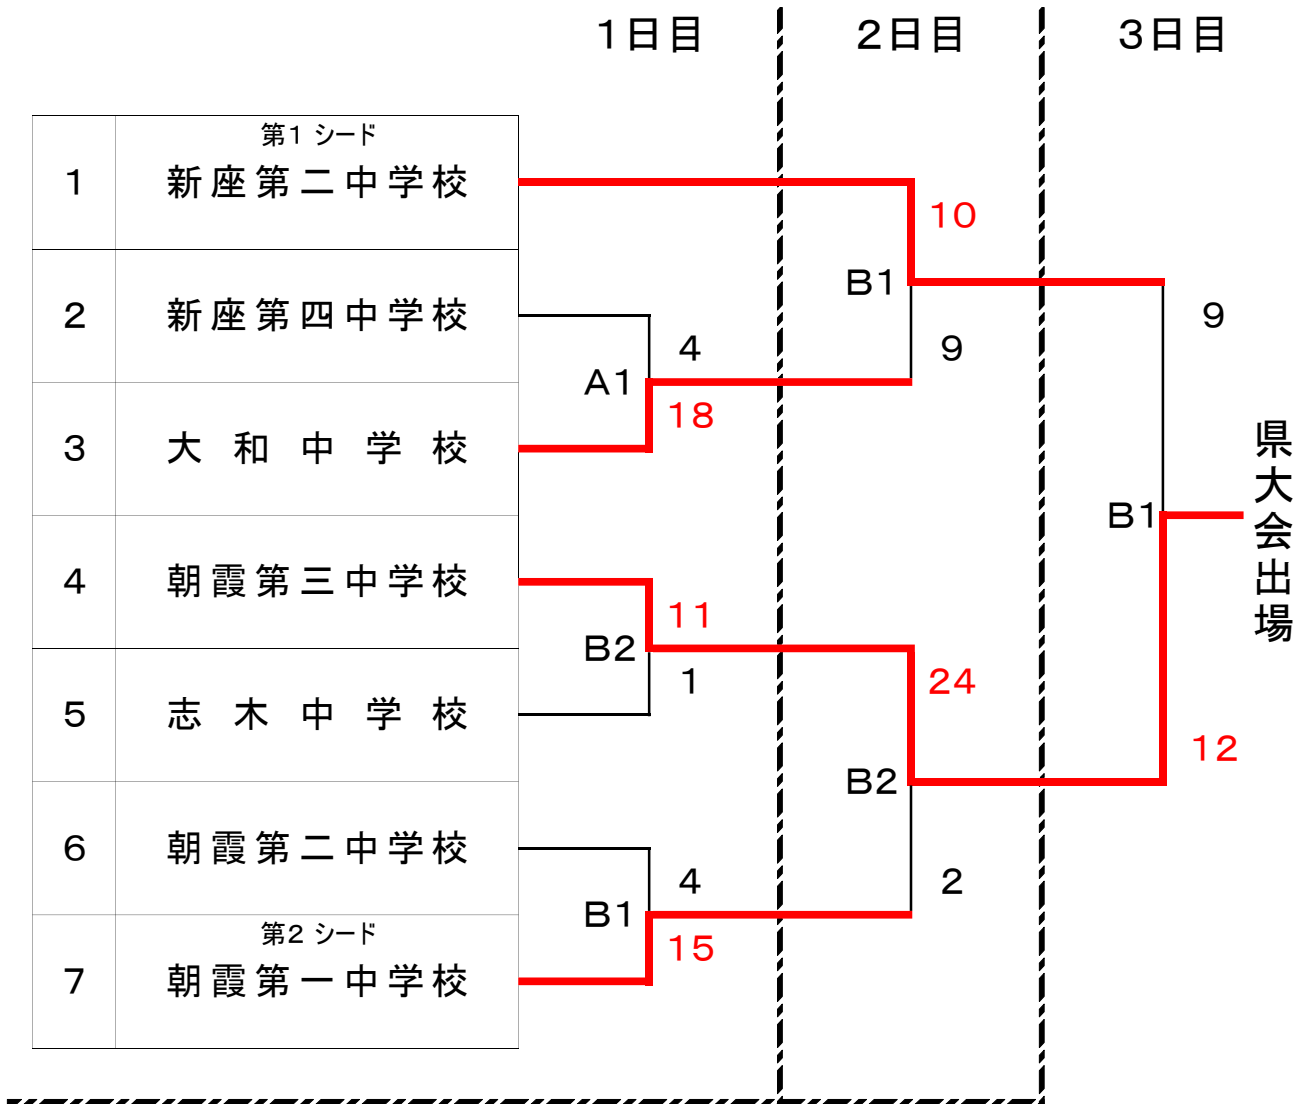 1日目
2日目
3日目
第1 シード
1
新座第二中学校
10
B1
2
新座第四中学校
9
4
9
A1
18
3
大和中学校
県大会出場
B1
4
朝霞第三中学校
11
B2
1
24
5
志木中学校
12
B2
6
朝霞第二中学校
4
2
B1
第2 シード
15
7
朝霞第一中学校